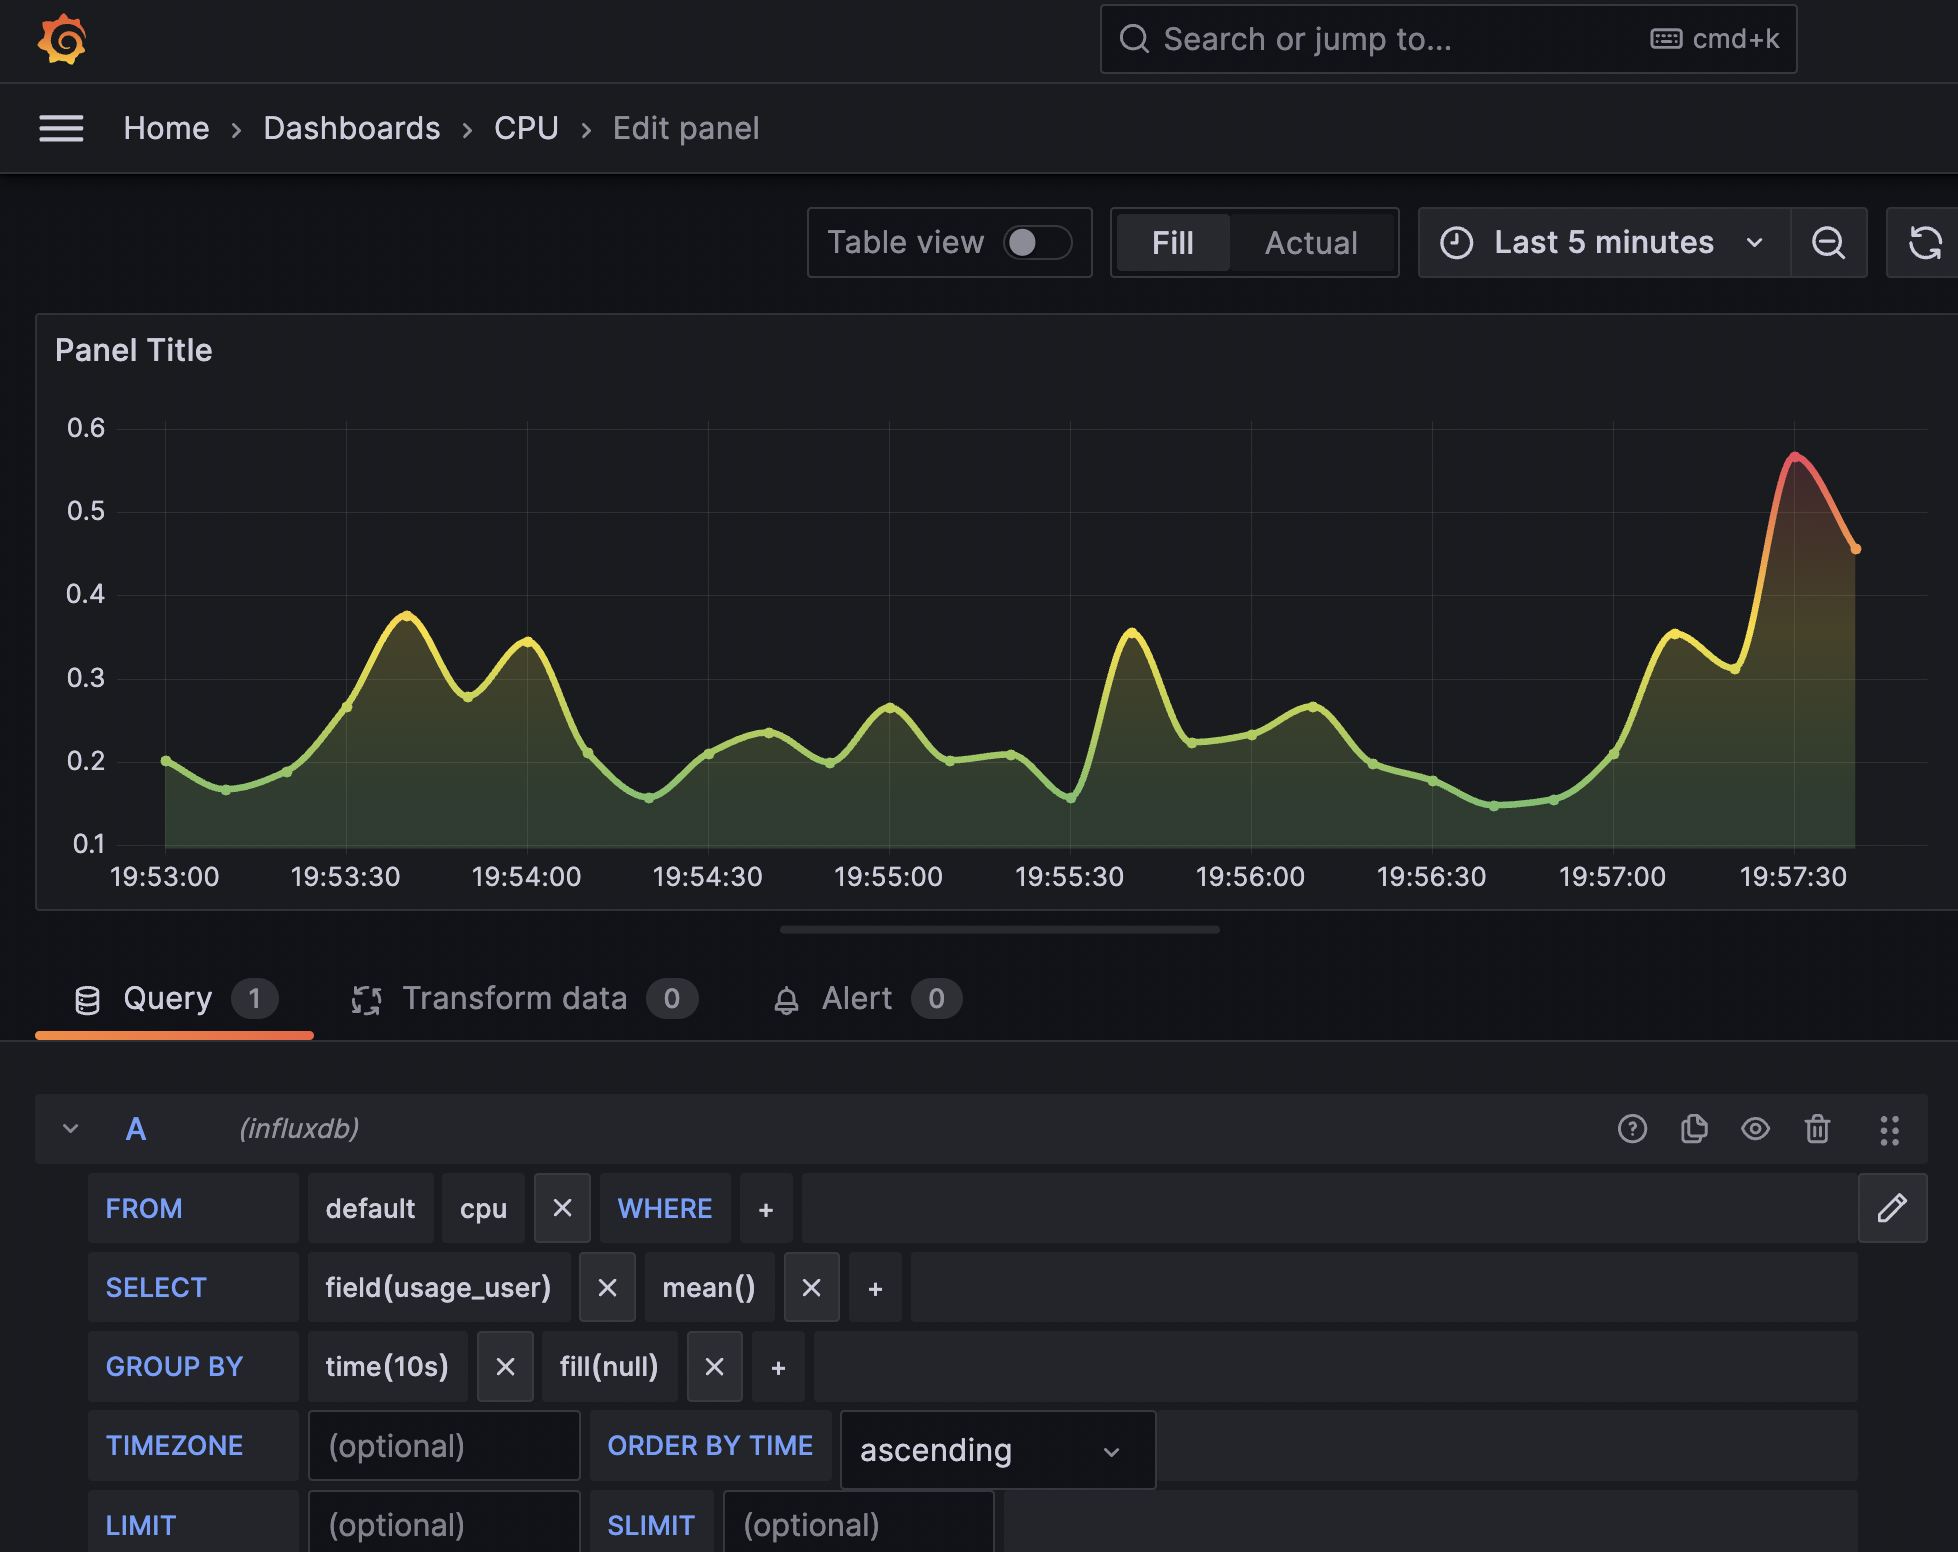 Search or jump to... cmd+k
Home › Dashboards › CPU › Edit panel
Table view Fill Actual Last 5 minutes
Panel Title
0.6
0.5
0.4
0.3
0.2
0.1
19:53:00 19:53:30 19:54:00 19:54:30 19:55:00 19:55:30 19:56:00 19:56:30 19:57:00 19:57:30
Query 1 Transform data 0 Alert 0
A (influxdb)
FROM default cpu × WHERE +
SELECT field(usage_user) × mean() × +
GROUP BY time(10s) × fill(null) × +
TIMEZONE (optional) ORDER BY TIME ascending
LIMIT (optional) SLIMIT (optional)